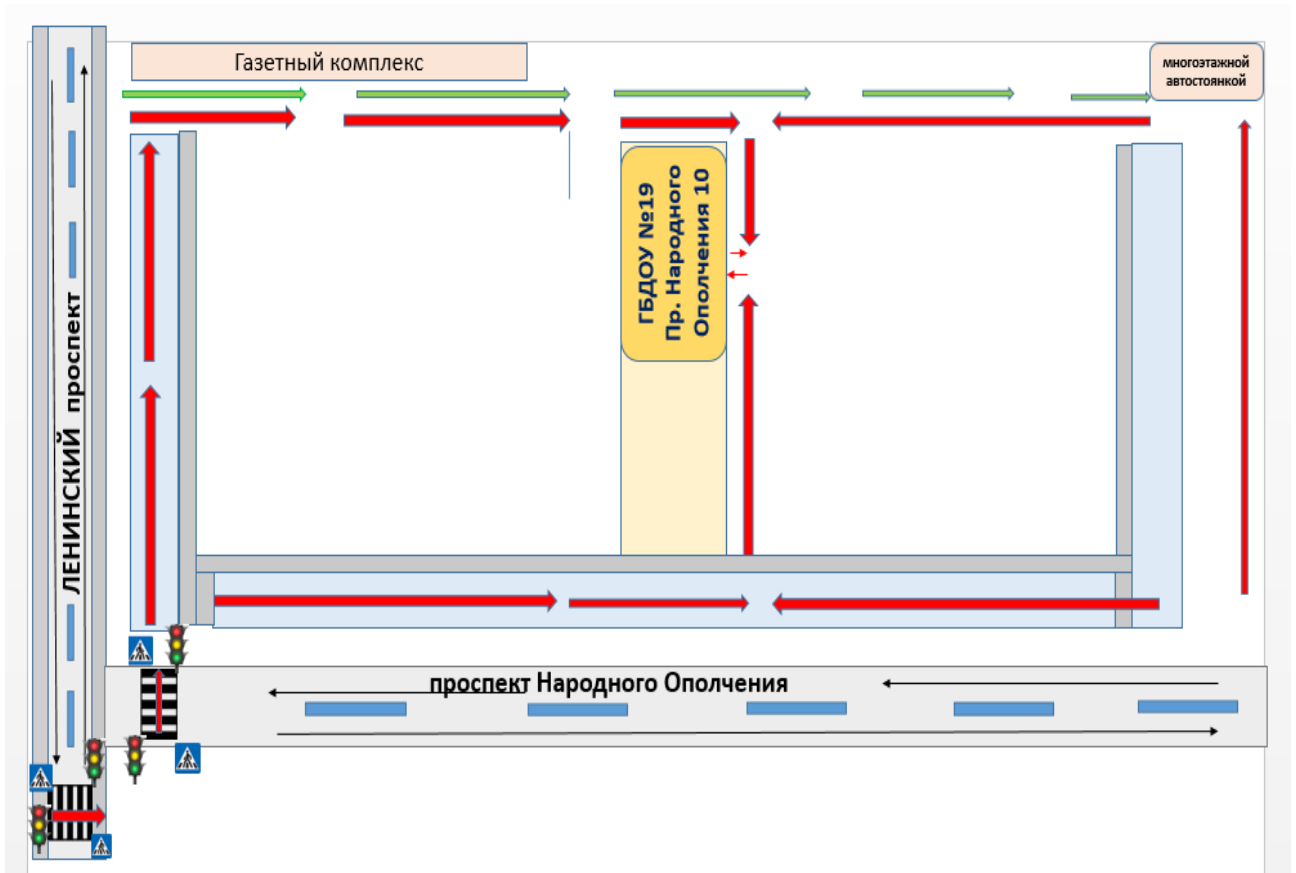 Газетный комплекс
многоэтажной
автостоянкой
ГБДОУ №19
Пр. Народного
Ополчения 10
ЛЕНИНСКИЙ проспект
проспект Народного Ополчения